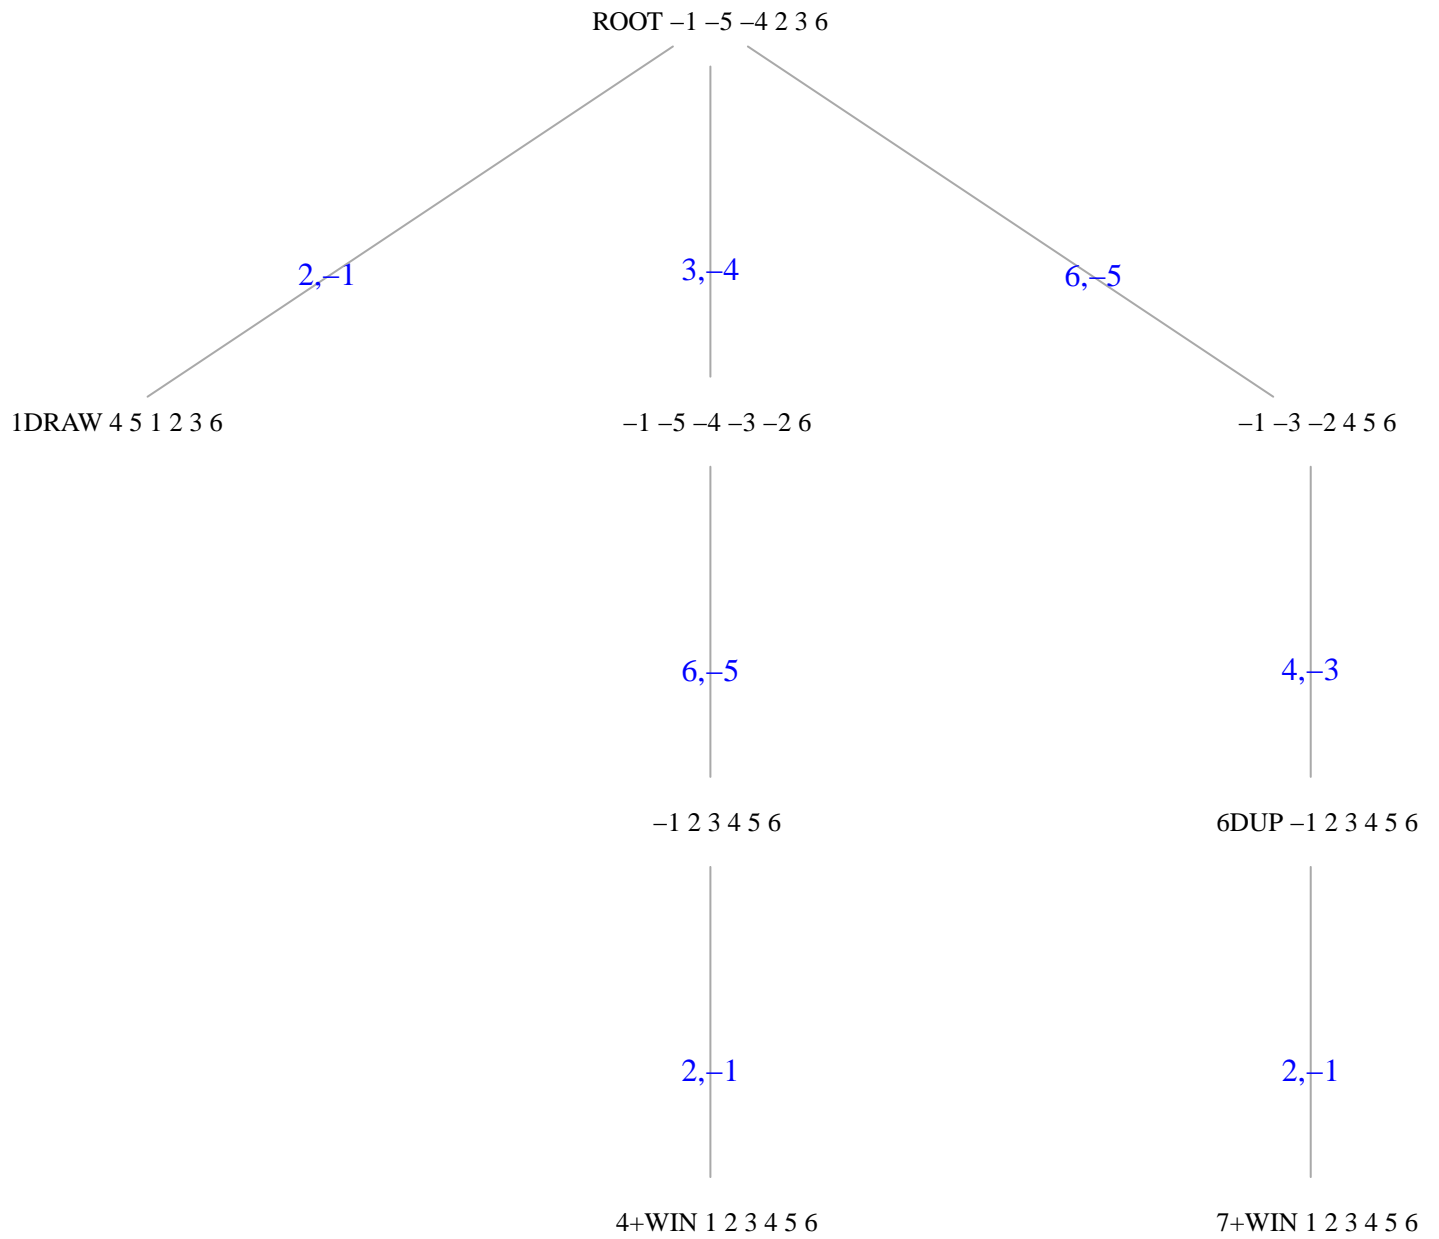 ROOT –1 –5 –4 2 3 6
2,–1
3,–4
6,–5
1DRAW 4 5 1 2 3 6
–1 –5 –4 –3 –2 6
–1 –3 –2 4 5 6
6,–5
4,–3
–1 2 3 4 5 6
6DUP –1 2 3 4 5 6
2,–1
2,–1
4+WIN 1 2 3 4 5 6
7+WIN 1 2 3 4 5 6